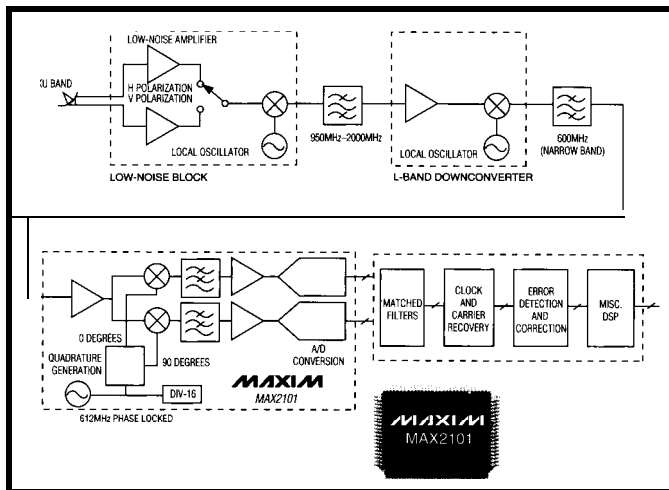 LOW-NOISE AMPLIFIER
KU BAND
H POLARIZATION
V POLARIZATION
LOCAL OSCILLATOR
LOW-NOISE BLOCK
950MHz–2000MHz
LOCAL OSCILLATOR
L-BAND DOWNCONVERTER
600MHz
(NARROW BAND)
0 DEGREES
QUADRATURE
GENERATION
90 DEGREES
DIV-16
612MHz PHASE LOCKED
A/D
CONVERSION
MAXIM
MAX2101
MATCHED
FILTERS
CLOCK
AND
CARRIER
RECOVERY
ERROR
DETECTION
AND
CORRECTION
MISC.
DSP
MAXIM
MAX2101